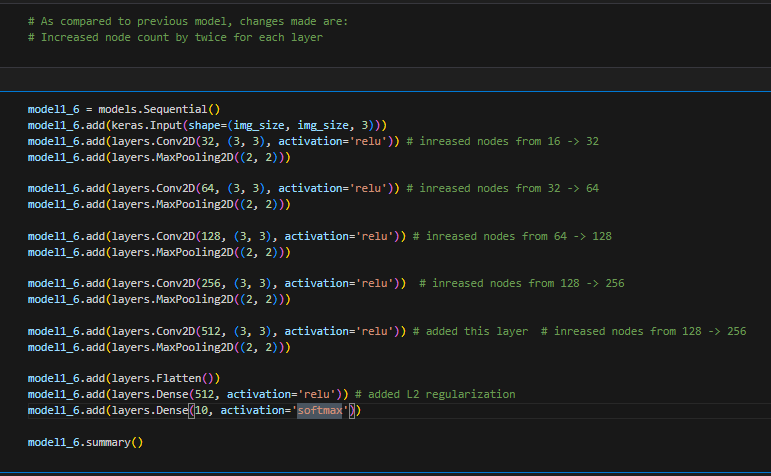 # As compared to previous model, changes made are:
# Increased node count by twice for each layer
model1_6 = models.Sequential()
model1_6.add(keras.Input(shape=(img_size, img_size, 3)))
model1_6.add(layers.Conv2D(32, (3, 3), activation='relu')) # inreased nodes from 16 -> 32
model1_6.add(layers.MaxPooling2D((2, 2)))
model1_6.add(layers.Conv2D(64, (3, 3), activation='relu')) # inreased nodes from 32 -> 64
model1_6.add(layers.MaxPooling2D((2, 2)))
model1_6.add(layers.Conv2D(128, (3, 3), activation='relu')) # inreased nodes from 64 -> 128
model1_6.add(layers.MaxPooling2D((2, 2)))
model1_6.add(layers.Conv2D(256, (3, 3), activation='relu'))  # inreased nodes from 128 -> 256
model1_6.add(layers.MaxPooling2D((2, 2)))
model1_6.add(layers.Conv2D(512, (3, 3), activation='relu')) # added this layer  # inreased nodes from 128 -> 256
model1_6.add(layers.MaxPooling2D((2, 2)))
model1_6.add(layers.Flatten())
model1_6.add(layers.Dense(512, activation='relu')) # added L2 regularization
model1_6.add(layers.Dense(10, activation='softmax'))
model1_6.summary()